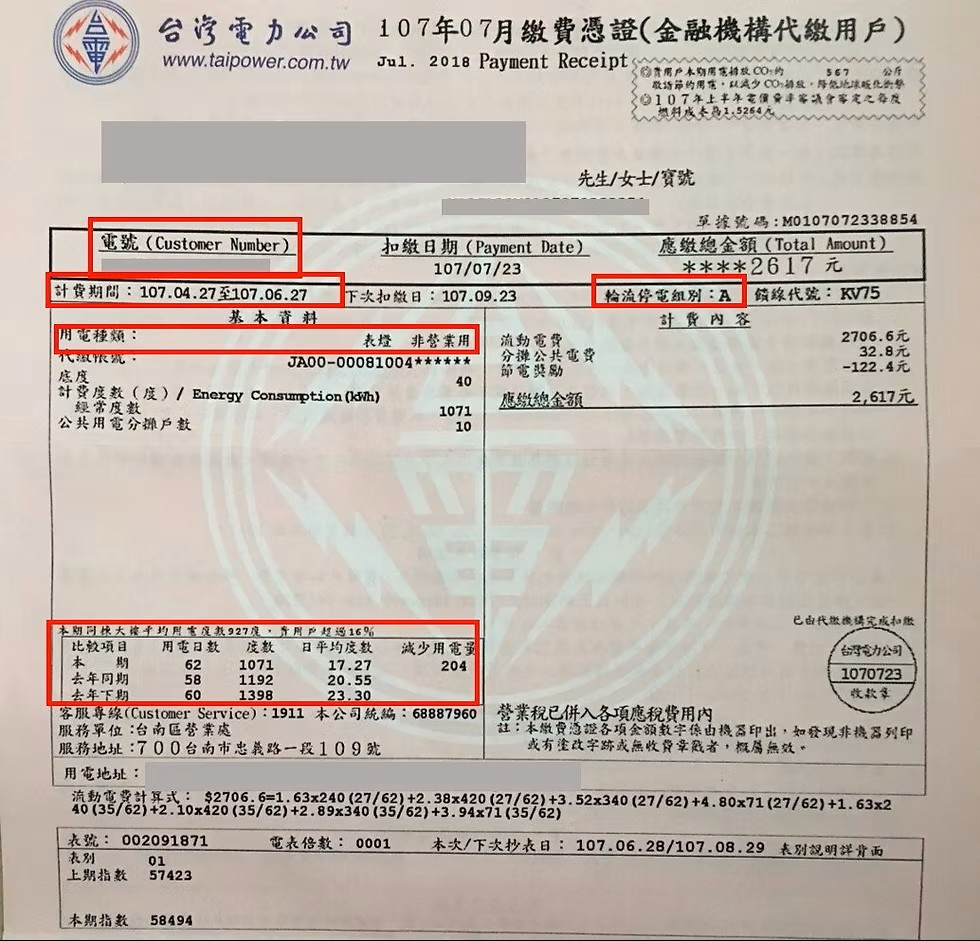 台電
台灣電力公司
www.taipower.com.tw
107年07月繳費憑證(金融機構代繳用戶)
Jul. 2018 Payment Receipt
◎貴用戶本期用電排放CO₂約 567 公斤
敬請節約用電,以減少CO₂排放,降低地球暖化衝擊
◎107年上半年電價費率審議會審定之每度
燃料成本為1.5264元
先生/女士/寶號
單據號碼:M0107072338854
電號(Customer Number)
扣繳日期(Payment Date)
107/07/23
應繳總金額(Total Amount)
****2617元
計費期間:107.04.27至107.06.27
下次扣繳日:107.09.23
輪流停電組別:A
饋線代號:KV75
基本資料
用電種類: 表燈 非營業用
代繳帳號: JA00-00081004******
底度 40
計費度數(度)/ Energy Consumption(kWh)
經常度數 1071
公共用電分攤戶數 10
計費內容
流動電費 2706.6元
分攤公共電費 32.8元
節電獎勵 -122.4元
應繳總金額 2,617元
本期同棟大樓平均用電度數927度,貴用戶超過16%
比較項目 用電日數 度數 日平均度數 減少用電量
本 期 62 1071 17.27 204
去年同期 58 1192 20.55
去年下期 60 1398 23.30
客服專線(Customer Service):1911 本公司統編:68887960
服務單位:台南區營業處
服務地址:700台南市忠義路一段109號
已由代繳機構完成扣繳
台灣電力公司
1070723
收款章
營業稅已併入各項應稅費用內
註:本繳費憑證各項金額數字係由機器印出,如發現非機器列印
或有塗改字跡或無收費章戳者,概屬無效。
用電地址:
流動電費計算式: $2706.6=1.63x240(27/62)+2.38x420(27/62)+3.52x340(27/62)+4.80x71(27/62)+1.63x2
40(35/62)+2.10x420(35/62)+2.89x340(35/62)+3.94x71(35/62)
表號: 002091871
電表倍數: 0001
本次/下次抄表日: 107.06.28/107.08.29
表別說明詳背面
表別 01
上期指數 57423
本期指數 58494